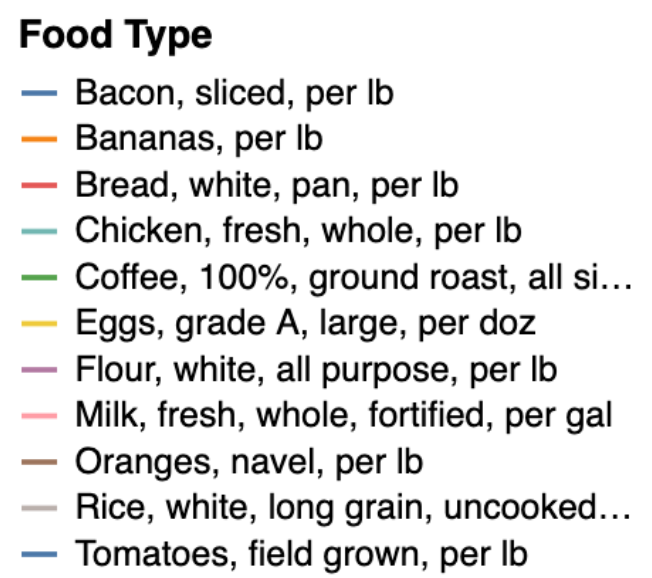 Food Type
Bacon, sliced, per lb
Bananas, per lb
Bread, white, pan, per lb
Chicken, fresh, whole, per lb
Coffee, 100%, ground roast, all si…
Eggs, grade A, large, per doz
Flour, white, all purpose, per lb
Milk, fresh, whole, fortified, per gal
Oranges, navel, per lb
Rice, white, long grain, uncooked…
Tomatoes, field grown, per lb